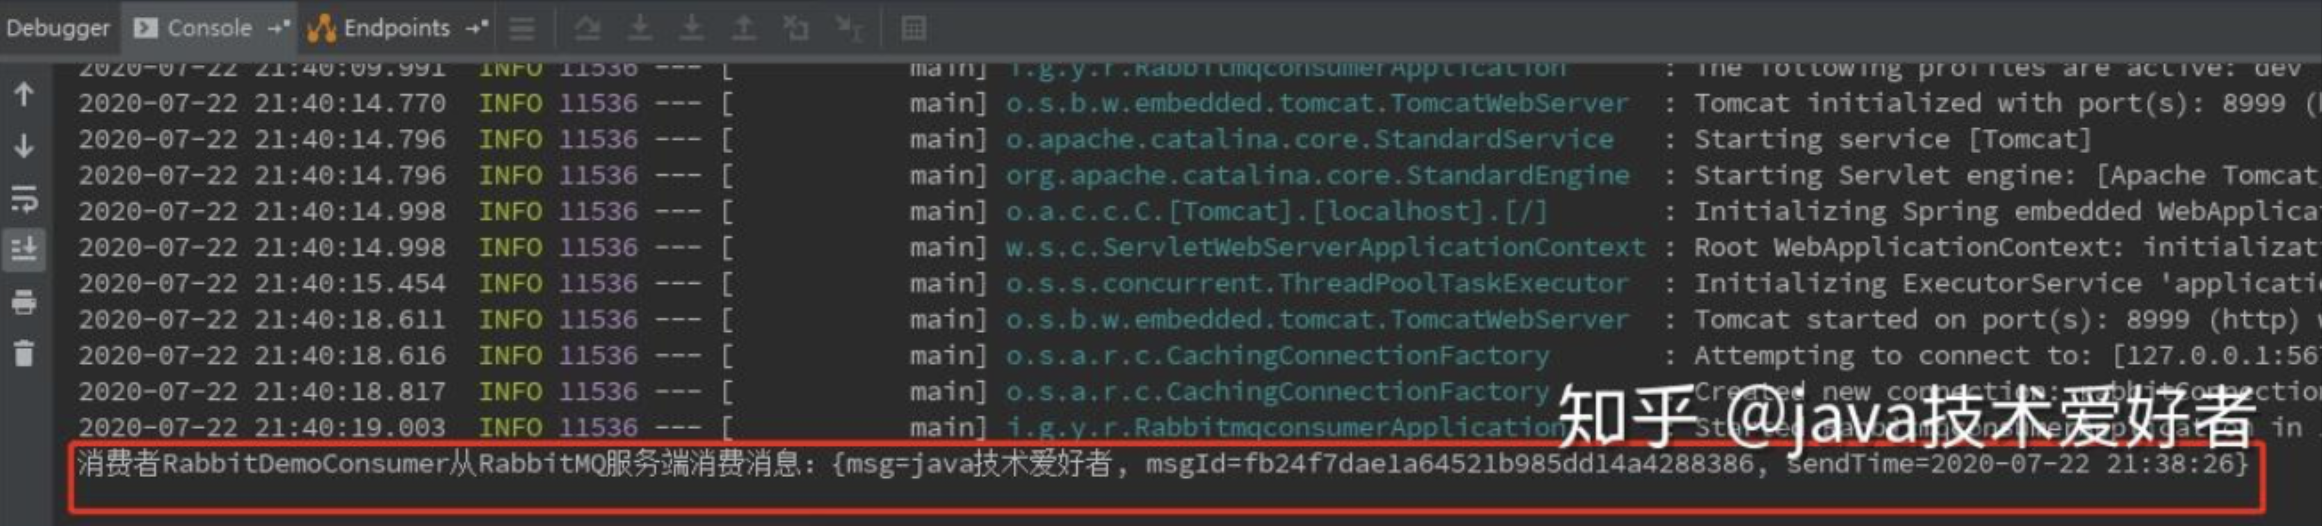 Debugger Console Endpoints
2020-07-22 21:40:09.991 INFO 11536 --- [ main] i.g.y.r.RabbitmqconsumerApplication : The following profiles are active: dev
2020-07-22 21:40:14.770 INFO 11536 --- [ main] o.s.b.w.embedded.tomcat.TomcatWebServer : Tomcat initialized with port(s): 8999 (
2020-07-22 21:40:14.796 INFO 11536 --- [ main] o.apache.catalina.core.StandardService : Starting service [Tomcat]
2020-07-22 21:40:14.796 INFO 11536 --- [ main] org.apache.catalina.core.StandardEngine : Starting Servlet engine: [Apache Tomcat
2020-07-22 21:40:14.998 INFO 11536 --- [ main] o.a.c.c.C.[Tomcat].[localhost].[/] : Initializing Spring embedded WebApplica
2020-07-22 21:40:14.998 INFO 11536 --- [ main] w.s.c.ServletWebServerApplicationContext : Root WebApplicationContext: initializat
2020-07-22 21:40:15.454 INFO 11536 --- [ main] o.s.s.concurrent.ThreadPoolTaskExecutor : Initializing ExecutorService 'applicati
2020-07-22 21:40:18.611 INFO 11536 --- [ main] o.s.b.w.embedded.tomcat.TomcatWebServer : Tomcat started on port(s): 8999 (http) w
2020-07-22 21:40:18.616 INFO 11536 --- [ main] o.s.a.r.c.CachingConnectionFactory : Attempting to connect to: [127.0.0.1:567
2020-07-22 21:40:18.817 INFO 11536 --- [ main] o.s.a.r.c.CachingConnectionFactory : Created new connection: rabbitConnectio
2020-07-22 21:40:19.003 INFO 11536 --- [ main] i.g.y.r.RabbitmqconsumerApplication : in
知乎 @java技术爱好者
消费者RabbitDemoConsumer从RabbitMQ服务端消费消息: {msg=java技术爱好者, msgId=fb24f7dae1a64521b985dd14a4288386, sendTime=2020-07-22 21:38:26}